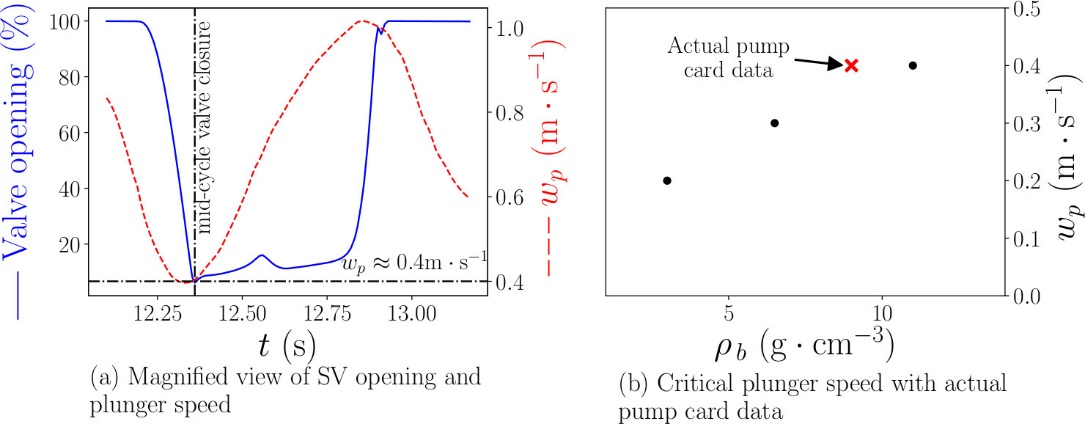 Valve opening (%)
100
80
60
40
20
mid-cycle valve closure
w_p ≈ 0.4m · s⁻¹
1.0
0.8
0.6
0.4
w_p (m · s⁻¹)
12.25 12.50 12.75 13.00
t (s)
(a) Magnified view of SV opening and
plunger speed
Actual pump
card data
0.5
0.4
0.3
0.2
0.1
0.0
w_p (m · s⁻¹)
5 10
ρ_b (g · cm⁻³)
(b) Critical plunger speed with actual
pump card data